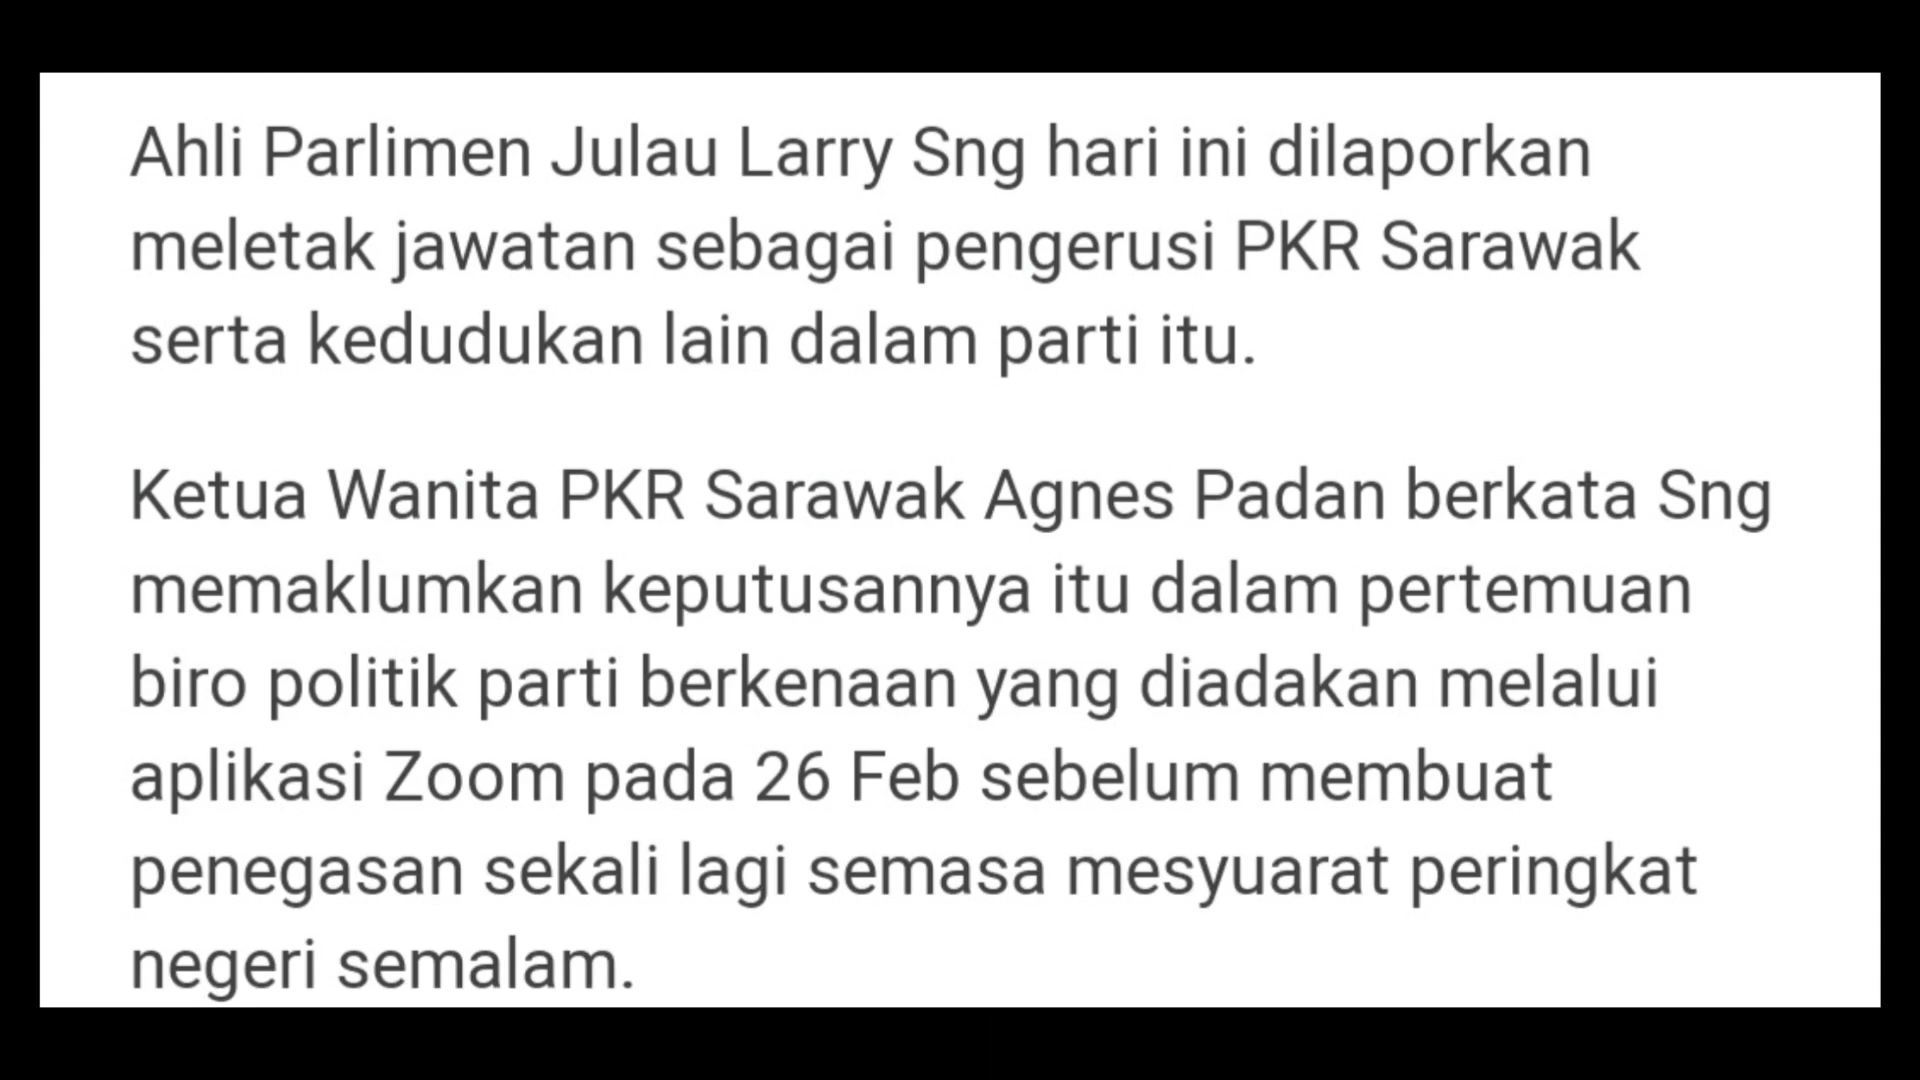 Ahli Parlimen Julau Larry Sng hari ini dilaporkan
meletak jawatan sebagai pengerusi PKR Sarawak
serta kedudukan lain dalam parti itu.
Ketua Wanita PKR Sarawak Agnes Padan berkata Sng
memaklumkan keputusannya itu dalam pertemuan
biro politik parti berkenaan yang diadakan melalui
aplikasi Zoom pada 26 Feb sebelum membuat
penegasan sekali lagi semasa mesyuarat peringkat
negeri semalam.